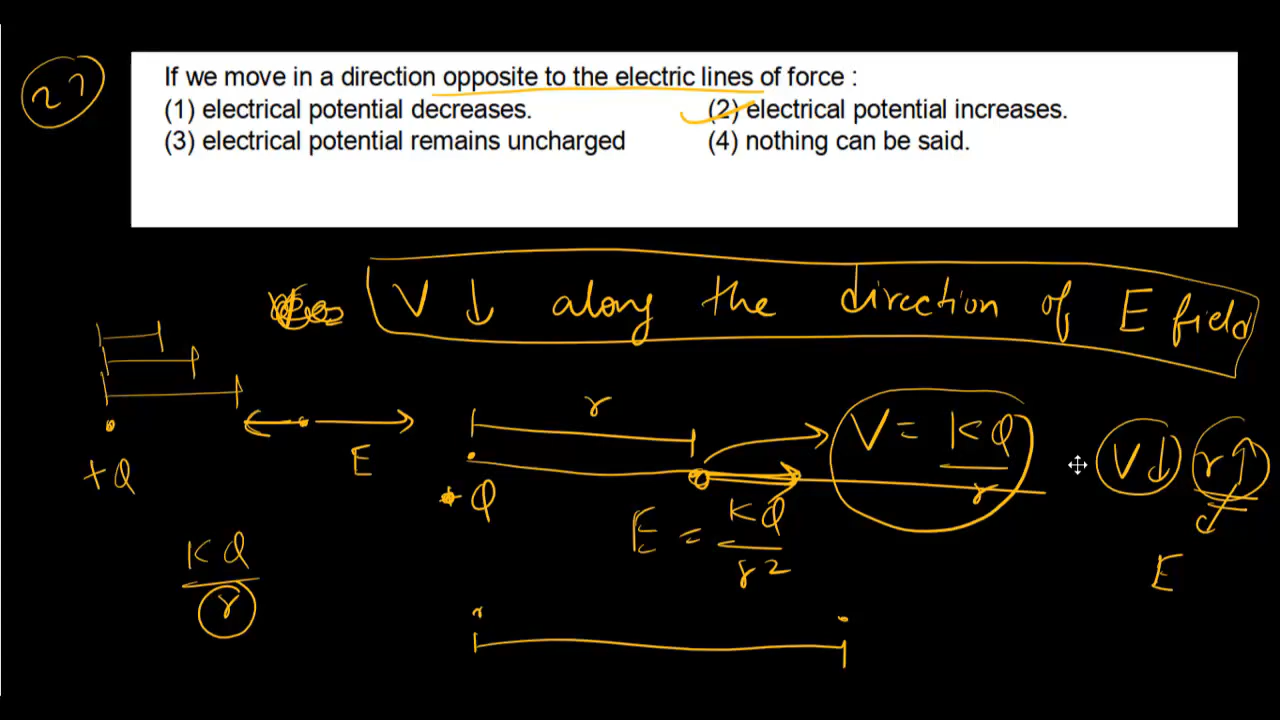 27
If we move in a direction opposite to the electric lines of force :
(1) electrical potential decreases.
(2) electrical potential increases.
(3) electrical potential remains uncharged
(4) nothing can be said.
V ↓ along the direction of E field
+Q
E
r
+Q
E = KQ/r2
V = KQ/r
V↓ r↑
E
KQ/r